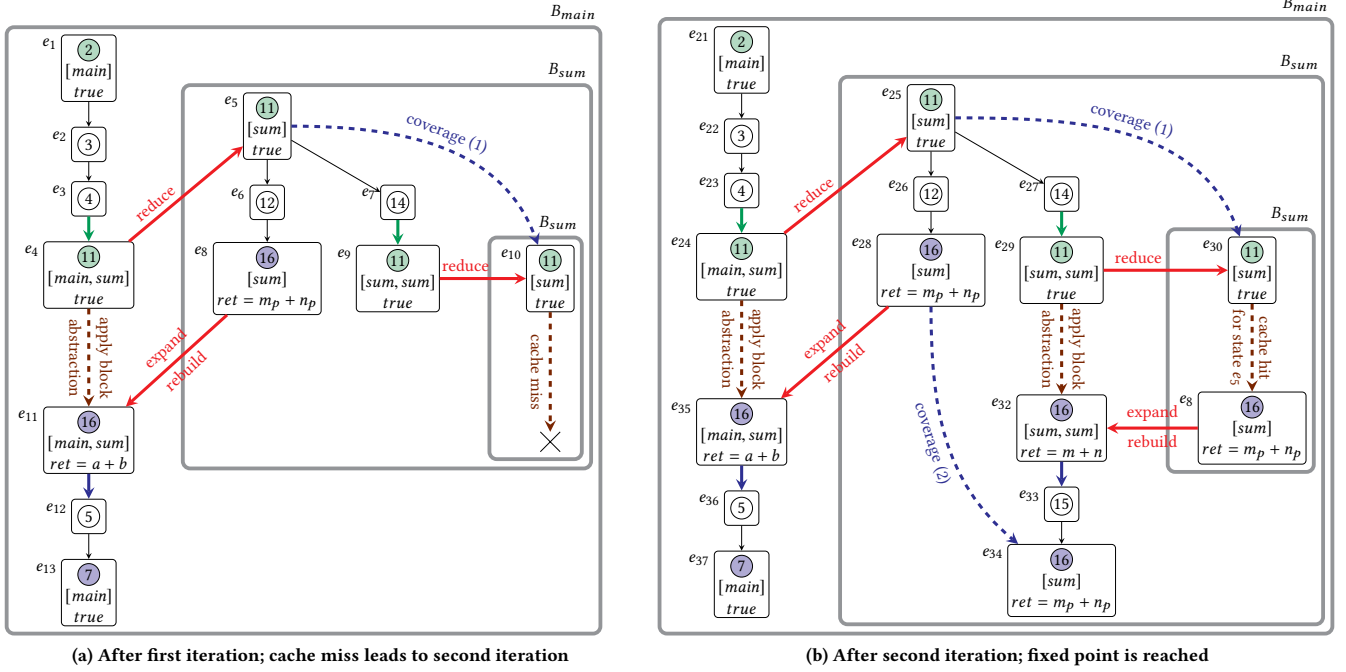 B_main
e_1
2
[main]
true
e_2
3
e_3
4
e_4
11
[main, sum]
true
reduce
B_sum
e_5
11
[sum]
true
coverage (1)
e_6
12
e_7
14
e_8
16
[sum]
ret = m_p + n_p
e_9
11
[sum, sum]
true
reduce
B_sum
e_10
11
[sum]
true
cache miss
apply block
abstraction
expand
rebuild
e_11
16
[main, sum]
ret = a + b
e_12
5
e_13
7
[main]
true
(a) After first iteration; cache miss leads to second iteration
B_main
e_21
2
[main]
true
e_22
3
e_23
4
e_24
11
[main, sum]
true
reduce
B_sum
e_25
11
[sum]
true
coverage (1)
e_26
12
e_27
14
e_28
16
[sum]
ret = m_p + n_p
e_29
11
[sum, sum]
true
reduce
B_sum
e_30
11
[sum]
true
cache hit
for state e_5
e_8
16
[sum]
ret = m_p + n_p
apply block
abstraction
expand
rebuild
apply block
abstraction
expand
rebuild
e_32
16
[sum, sum]
ret = m + n
e_33
15
coverage (2)
e_34
16
[sum]
ret = m_p + n_p
e_35
16
[main, sum]
ret = a + b
e_36
5
e_37
7
[main]
true
(b) After second iteration; fixed point is reached